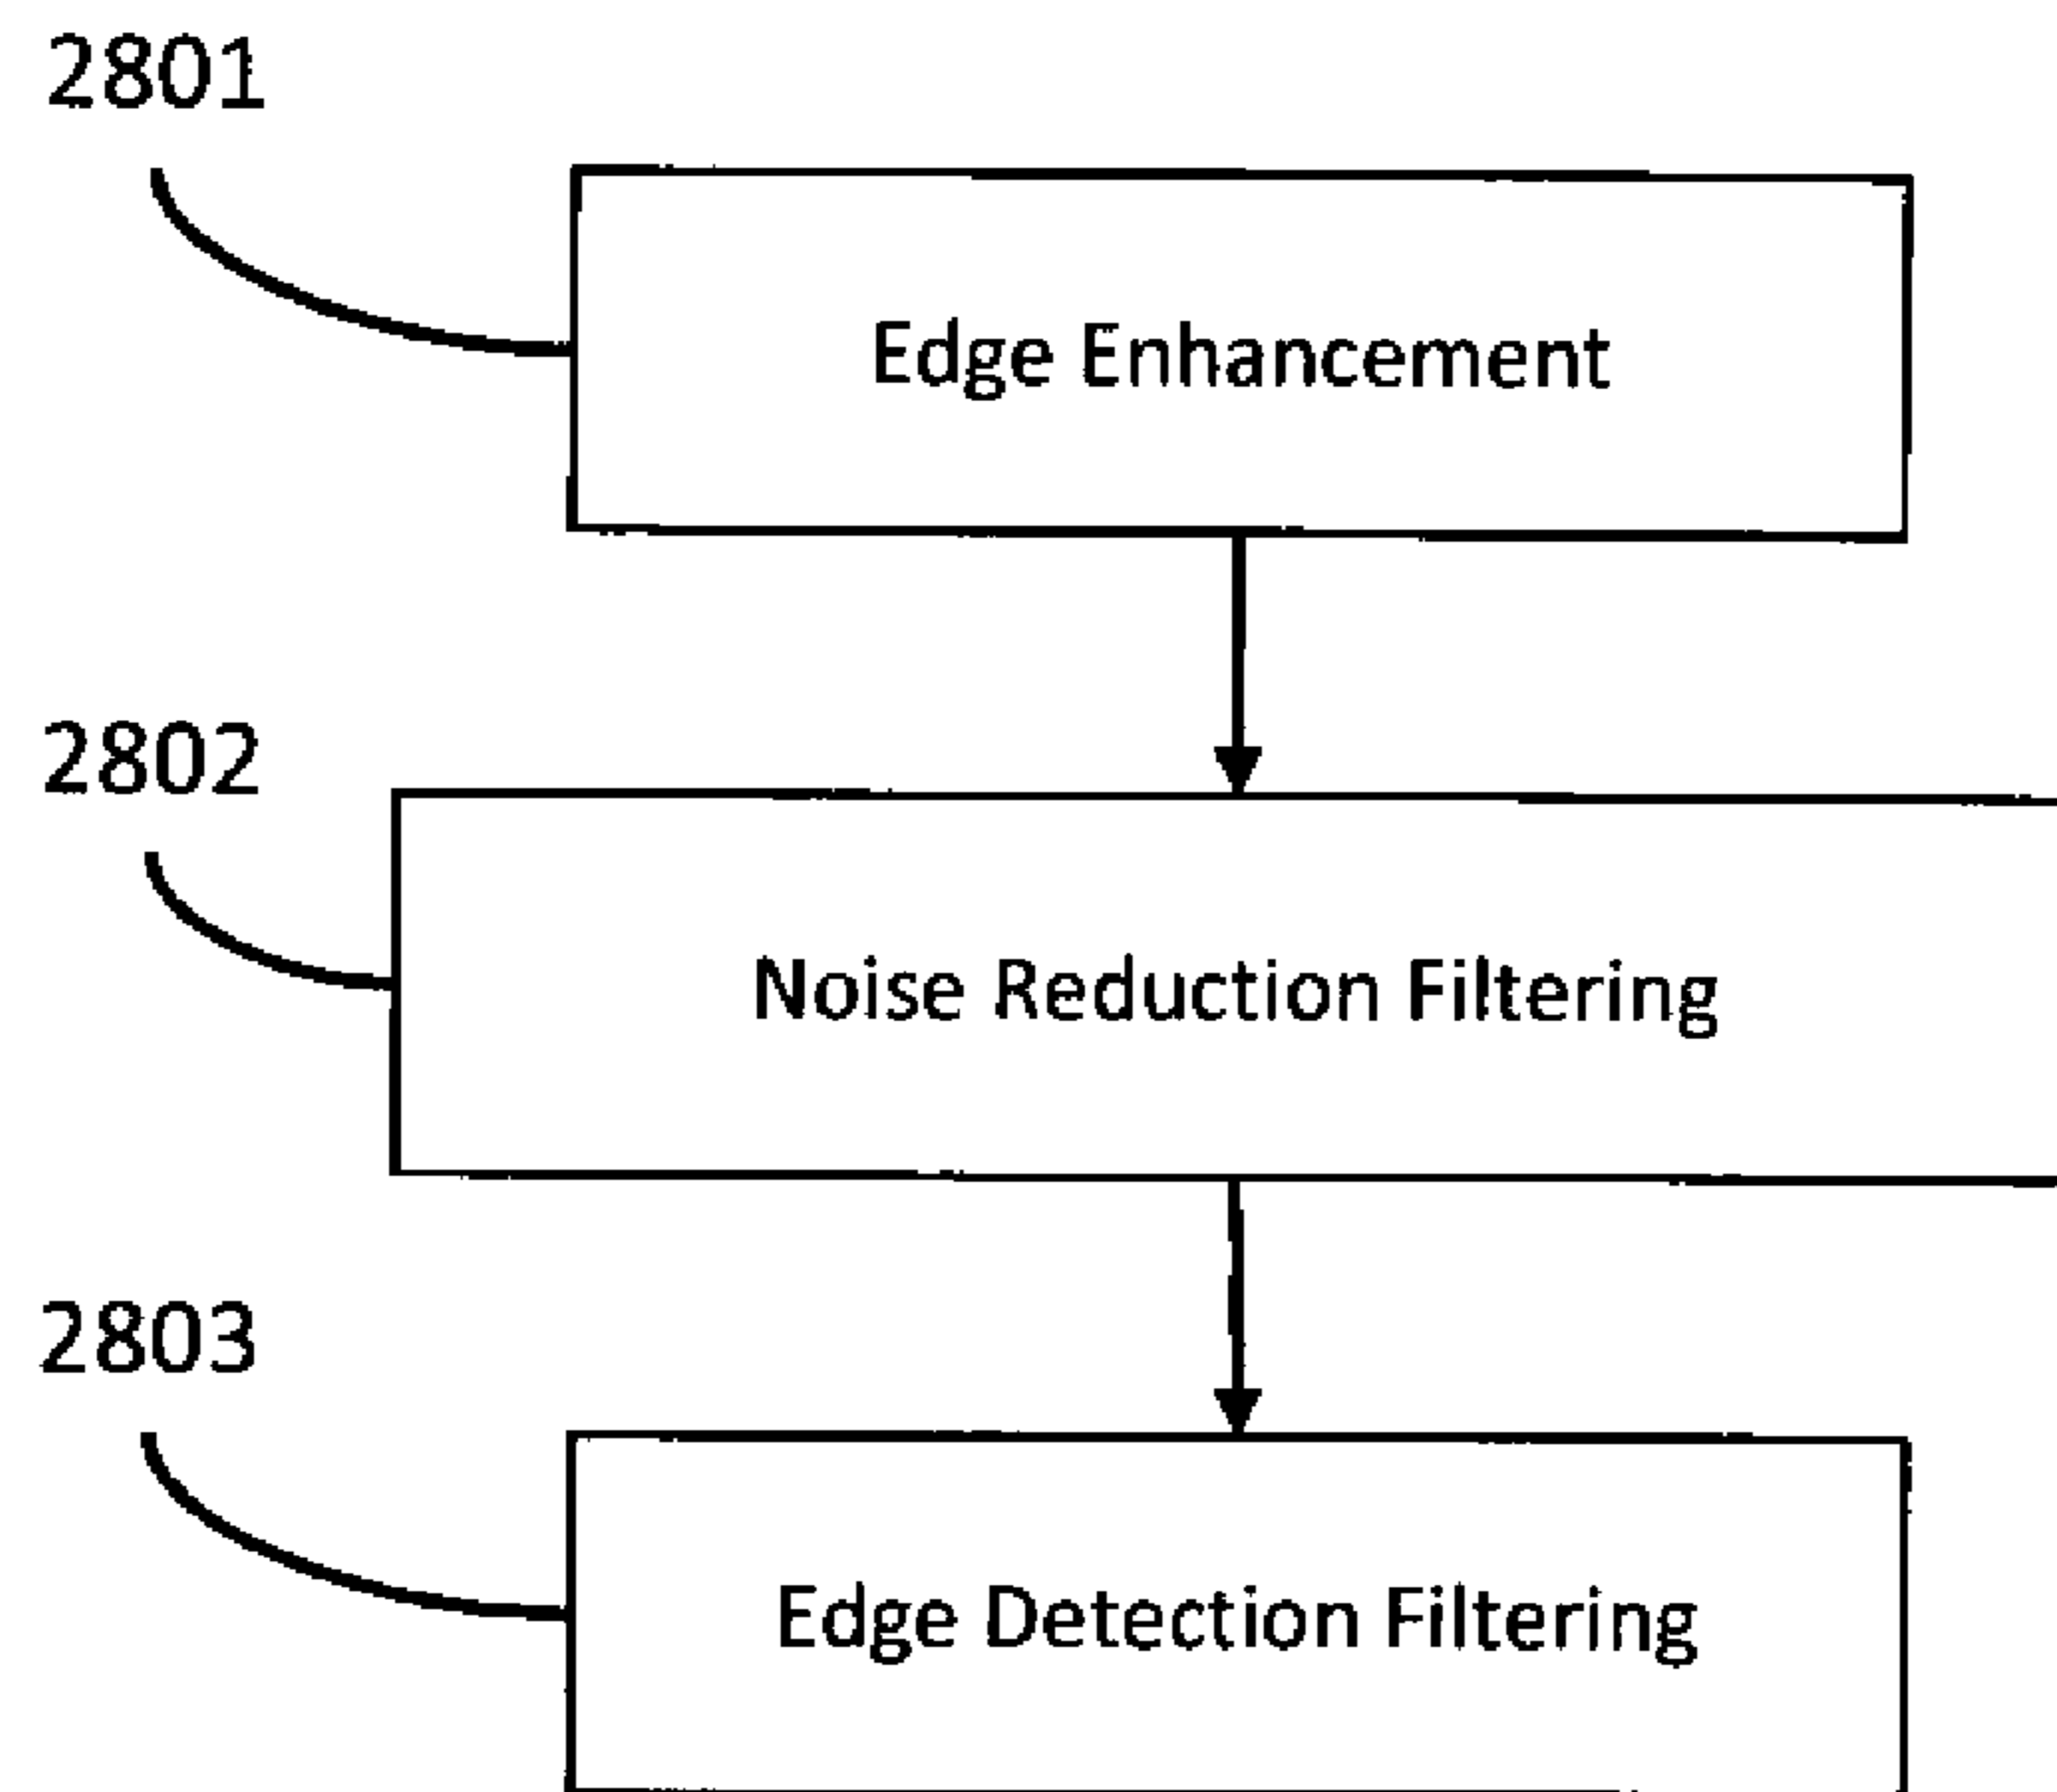 2801
Edge Enhancement
2802
Noise Reduction Filtering
2803
Edge Detection Filtering